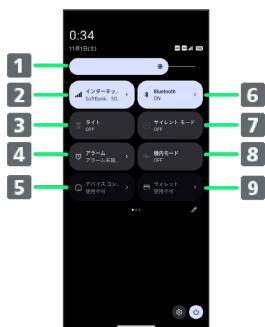 0:34
11月1日(土)
1
2
インターネッ..
SoftBank、5G..
6
Bluetooth
ON
3
ライト
OFF
7
サイレント モード
OFF
4
アラーム
アラーム未設..
8
機内モード
OFF
5
デバイス コン..
使用不可
9
ウォレット
使用不可